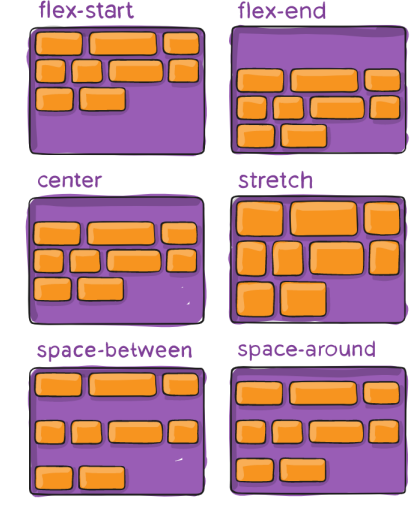 flex-start
flex-end
center
stretch
space-between
space-around